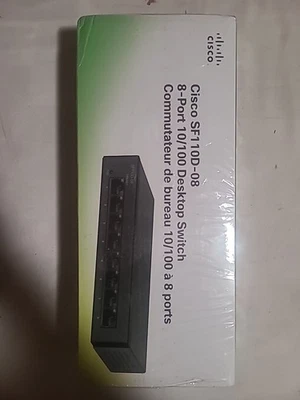 cisco
Cisco SF110D-08
8-Port 10/100 Desktop Switch
Commutateur de bureau 10/100 à 8 ports